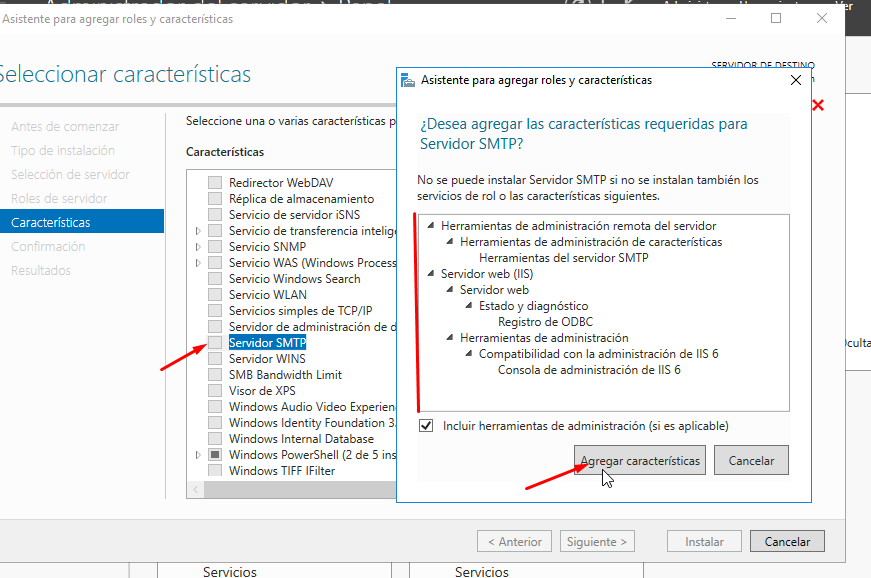 Asistente para agregar roles y características
Seleccionar características
SERVIDOR DE DESTINO
Antes de comenzar
Tipo de instalación
Selección de servidor
Roles de servidor
Características
Confirmación
Resultados
Seleccione una o varias características p
Características
Redirector WebDAV
Réplica de almacenamiento
Servicio de servidor iSNS
Servicio de transferencia intelig
Servicio SNMP
Servicio WAS (Windows Process
Servicio Windows Search
Servicio WLAN
Servicios simples de TCP/IP
Servidor de administración de d
Servidor SMTP
Servidor WINS
SMB Bandwidth Limit
Visor de XPS
Windows Audio Video Experien
Windows Identity Foundation 3.
Windows Internal Database
Windows PowerShell (2 de 5 ins
Windows TIFF IFilter
Asistente para agregar roles y características
¿Desea agregar las características requeridas para
Servidor SMTP?
No se puede instalar Servidor SMTP si no se instalan también los
servicios de rol o las características siguientes.
Herramientas de administración remota del servidor
Herramientas de administración de características
Herramientas del servidor SMTP
Servidor web (IIS)
Servidor web
Estado y diagnóstico
Registro de ODBC
Herramientas de administración
Compatibilidad con la administración de IIS 6
Consola de administración de IIS 6
Incluir herramientas de administración (si es aplicable)
Agregar características
Cancelar
< Anterior
Siguiente >
Instalar
Cancelar
Servicios
Servicios